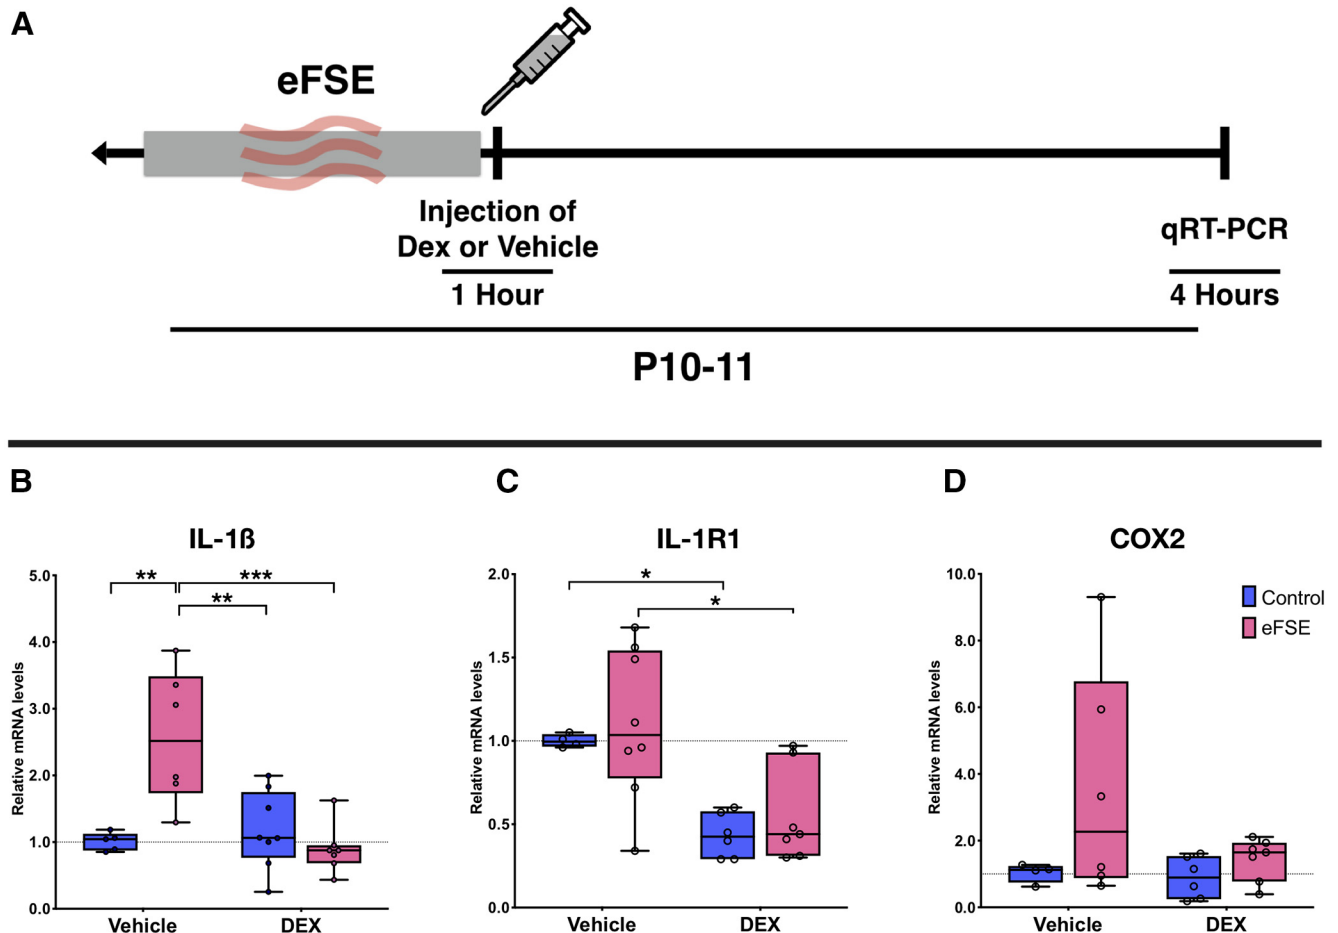 A
eFSE
Injection of
Dex or Vehicle
1 Hour
qRT-PCR
4 Hours
P10-11
B
IL-1ß
** ***
**
5.0
4.0
3.0
2.0
1.0
0.0
Relative mRNA levels
Vehicle DEX
C
IL-1R1
*
*
2.0
1.5
1.0
0.5
0.0
Relative mRNA levels
Vehicle DEX
D
COX2
10.0
8.0
6.0
4.0
2.0
0.0
Relative mRNA levels
Control
eFSE
Vehicle DEX